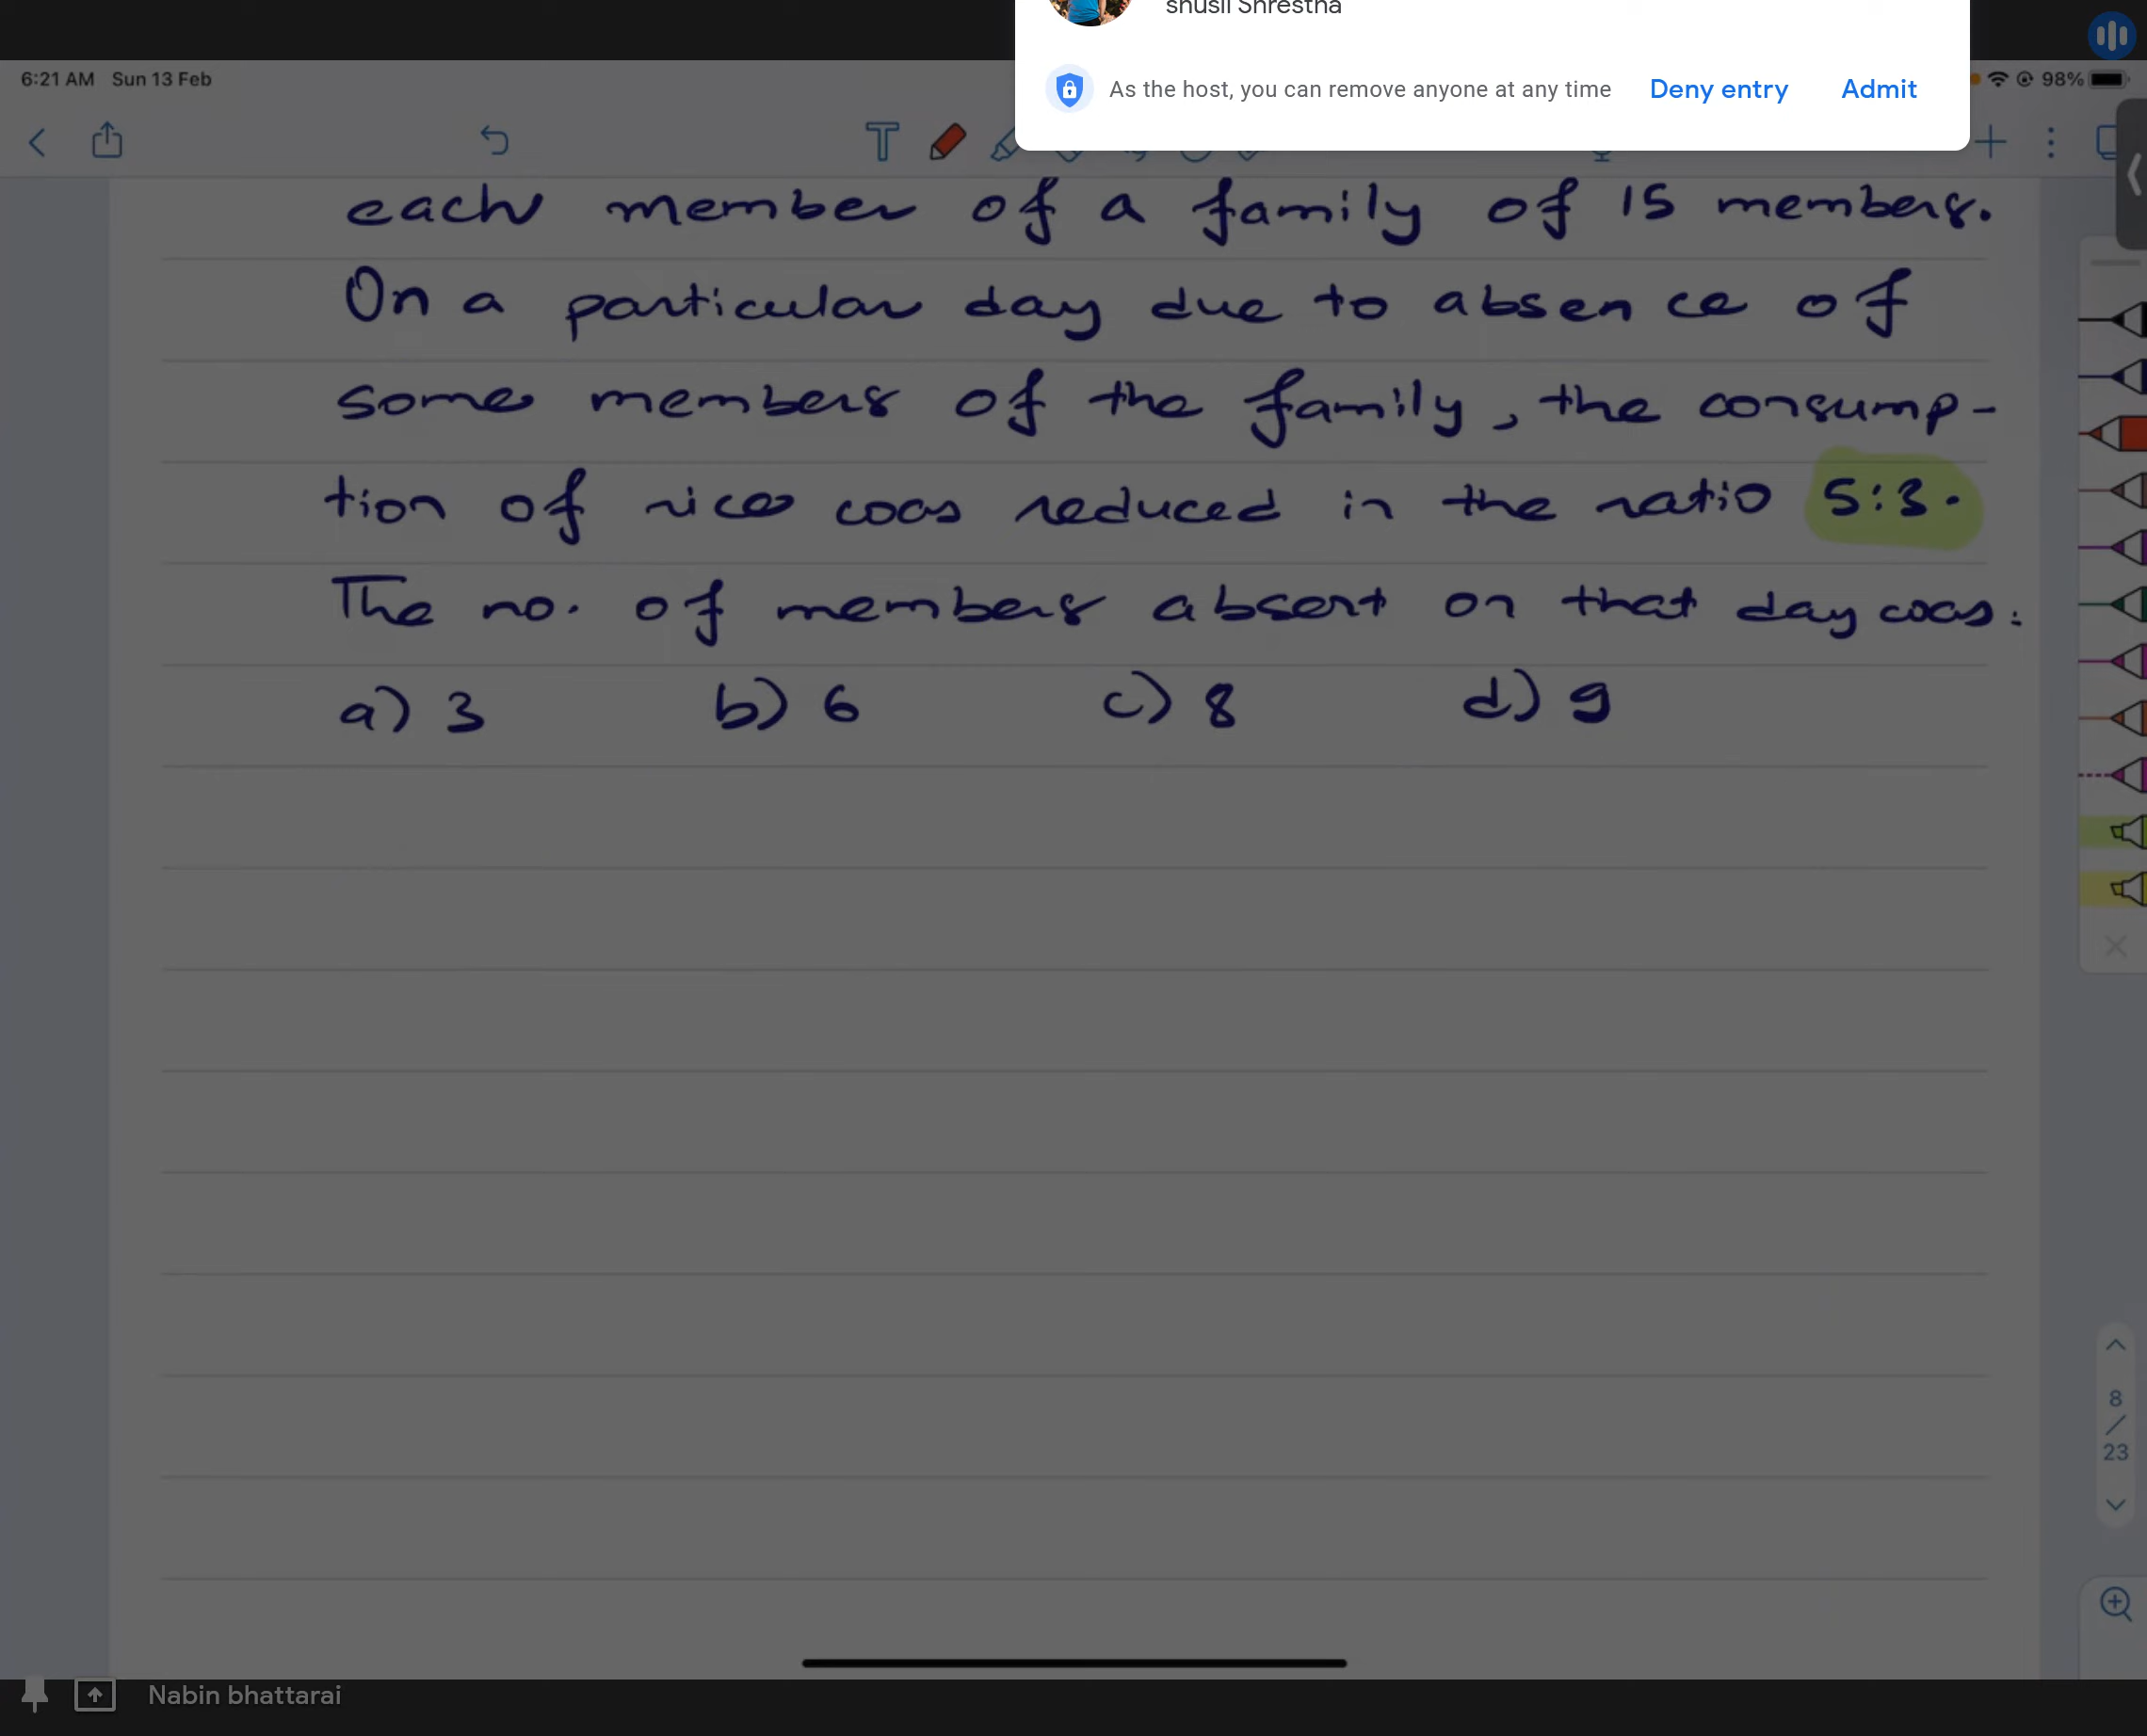 shusil Shrestha
As the host, you can remove anyone at any time Deny entry Admit
6:21 AM Sun 13 Feb 98%
each member of a family of 15 members.
On a particular day due to absence of
some members of the family, the consump-
tion of rice was reduced in the ratio 5:3.
The no. of members absent on that day was:
a) 3 b) 6 c) 8 d) 9
8
/
23
Nabin bhattarai